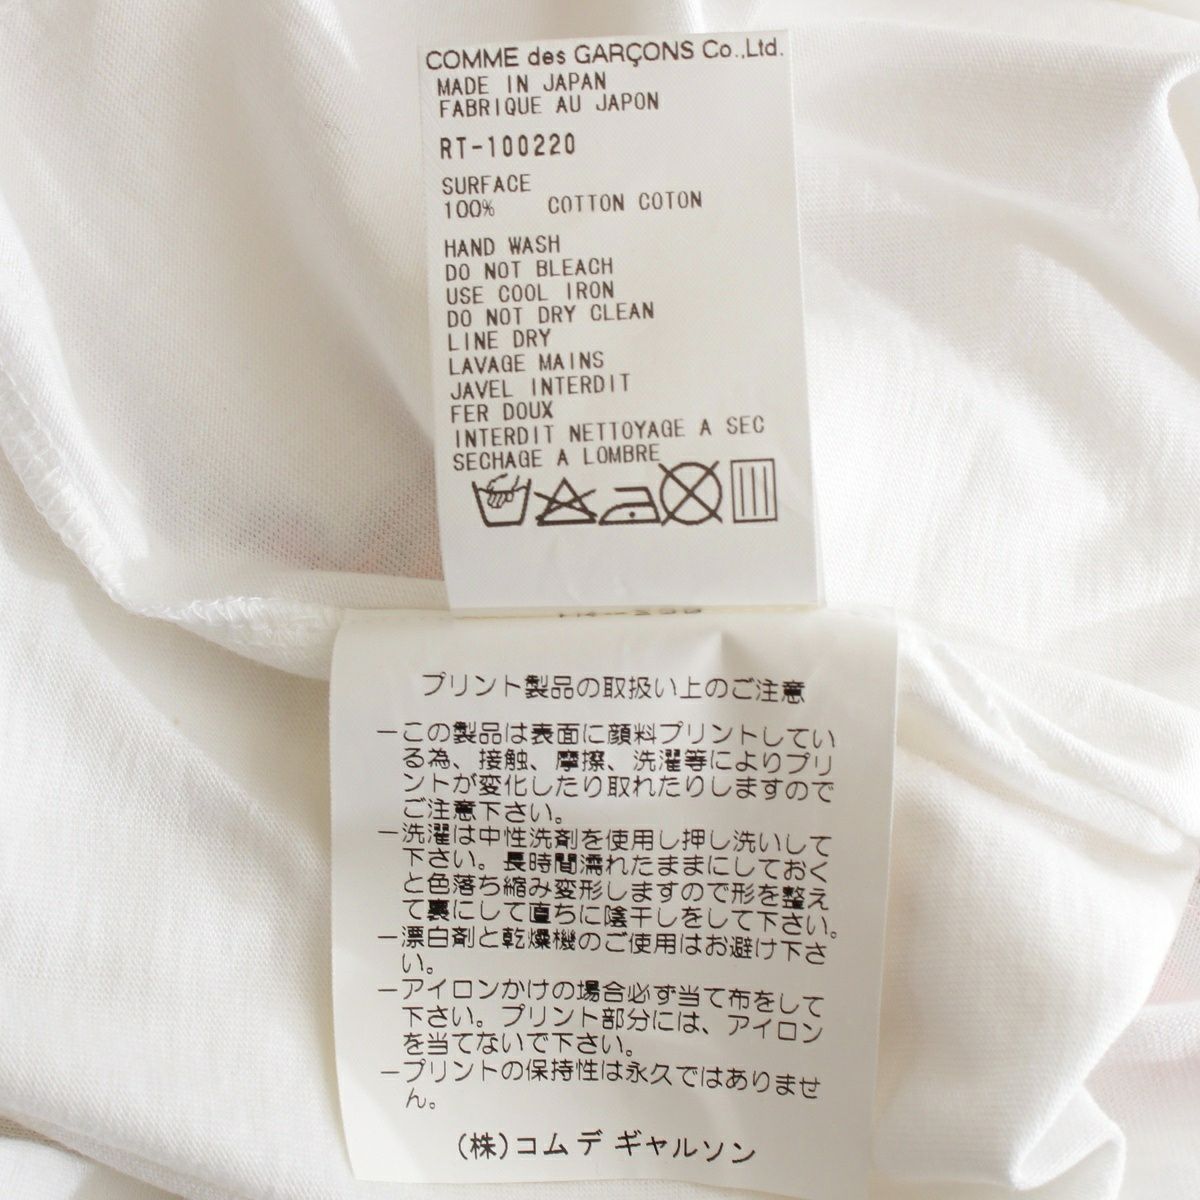 COMME des GARÇONS Co.,Ltd.
MADE IN JAPAN
FABRIQUE AU JAPON
RT-100220
SURFACE
100% COTTON COTON
HAND WASH
DO NOT BLEACH
USE COOL IRON
DO NOT DRY CLEAN
LINE DRY
LAVAGE MAINS
JAVEL INTERDIT
FER DOUX
INTERDIT NETTOYAGE A SEC
SECHAGE A LOMBRE
プリント製品の取扱い上のご注意
ーこの製品は表面に顔料プリントしてい
る為、接触、摩擦、洗濯等によりプリ
ントが変化したり取れたりしますので
ご注意下さい。
ー洗濯は中性洗剤を使用し押し洗いして
下さい。長時間濡れたままにしておく
と色落ち縮み変形しますので形を整え
て裏にして直ちに陰干しをして下さい。
ー漂白剤と乾燥機のご使用はお避け下さ
い。
ーアイロンかけの場合必ず当て布をして
下さい。プリント部分には、アイロン
を当てないで下さい。
ープリントの保持性は永久ではありませ
ん。
(株)コム デ ギャルソン